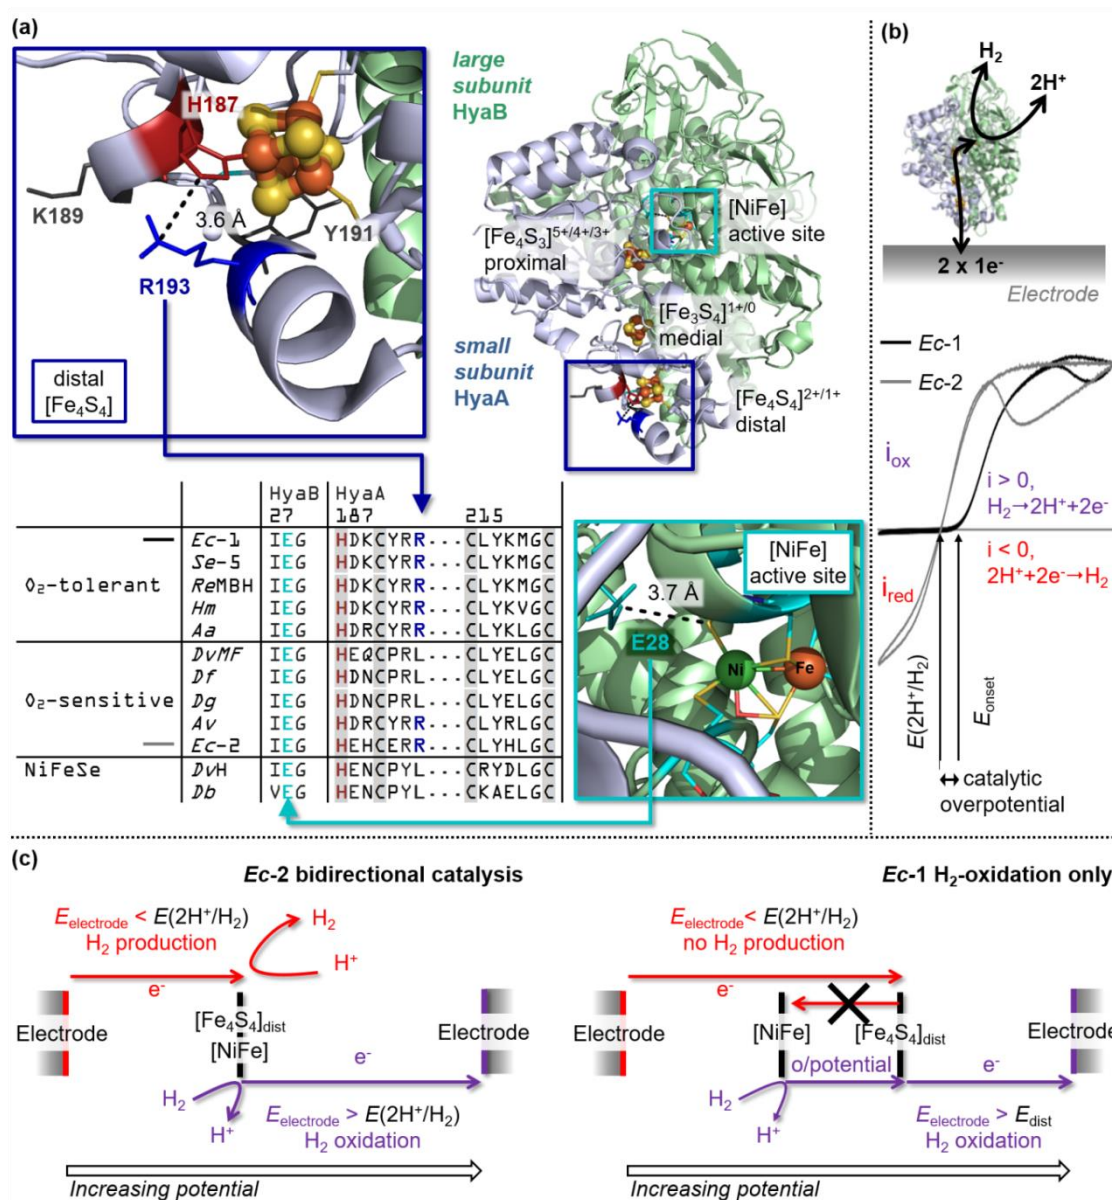 (a)
H187
K189
3.6 Å
Y191
R193
distal
[Fe4S4]
large
subunit
HyaB
[Fe4S3]5+/4+/3+
proximal
[NiFe]
active site
[Fe3S4]1+/0
medial
small
subunit
HyaA
[Fe4S4]2+/1+
distal
HyaB HyaA
27 187 215
O2-tolerant
Ec-1 IEG HDKCYRR....CLYKMGC
Se-5 IEG HDKCYRR....CLYKMGC
ReMBH IEG HDKCYRR....CLYKMGC
Hm IEG HDKCYRR....CLYKVGC
Aa IEG HDRCYRR....CLYKLGC
O2-sensitive
DvMF IEG HEQCPRL....CLYELGC
Df IEG HDNCPRL....CLYELGC
Dg IEG HDNCPRL....CLYELGC
Av IEG HDRCYRR....CLYRLGC
Ec-2 IEG HEHCERR....CLYHLGC
NiFeSe
DvH IEG HENCPYL....CRYDLGC
Db VEG HENCPYL....CKAELGC
[NiFe]
active site
3.7 Å
E28
Ni
Fe
(b)
H2
2H+
2 x 1e-
Electrode
Ec-1
Ec-2
iox
i > 0,
H2→2H++2e-
i < 0,
2H++2e-→H2
ired
E(2H+/H2)
Eonset
catalytic
overpotential
(c)
Ec-2 bidirectional catalysis
Eelectrode < E(2H+/H2)
H2 production
H2
H+
e-
Electrode
[Fe4S4]dist
[NiFe]
Electrode
e-
H2
H+
Eelectrode > E(2H+/H2)
H2 oxidation
Increasing potential
Ec-1 H2-oxidation only
Eelectrode< E(2H+/H2)
no H2 production
e-
Electrode
[NiFe]
[Fe4S4]dist
Electrode
o/potential
e-
H2
H+
Eelectrode > Edist
H2 oxidation
Increasing potential